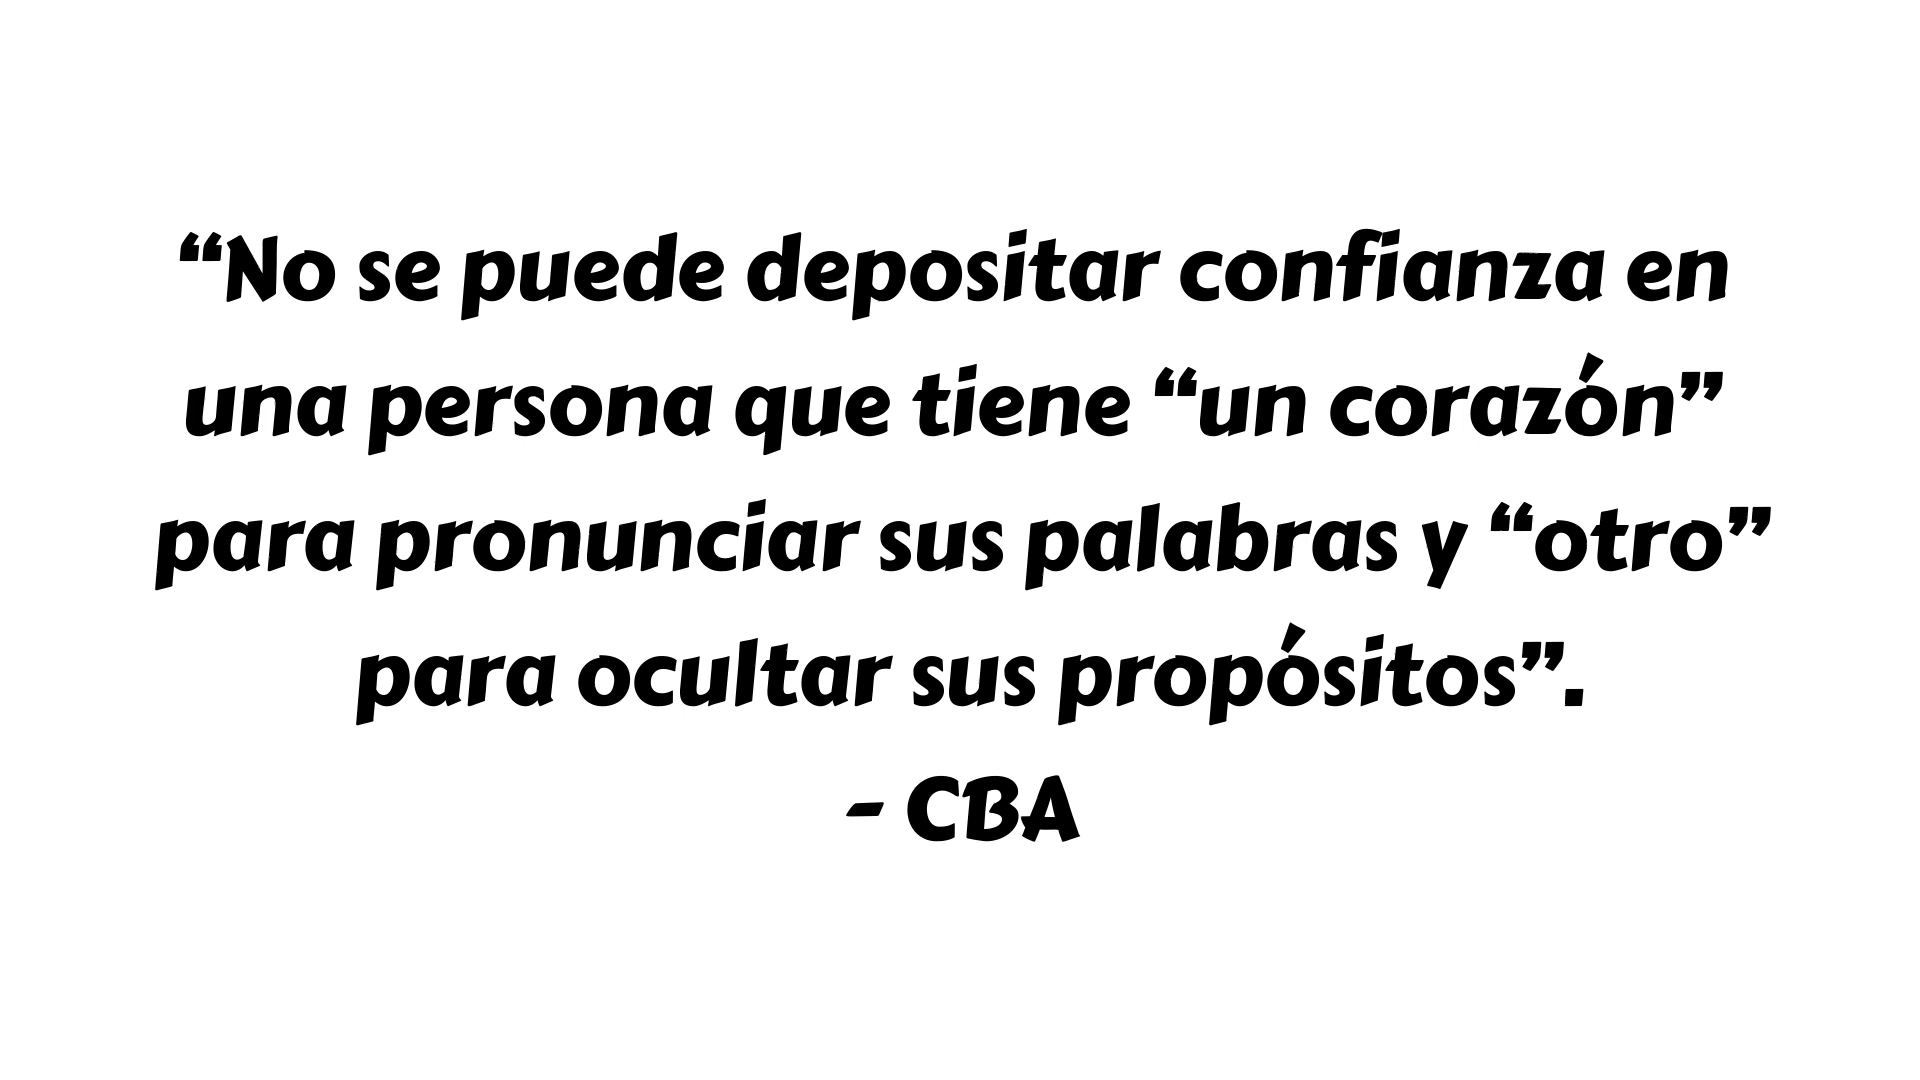 “No se puede depositar confianza en
una persona que tiene “un corazón”
para pronunciar sus palabras y “otro”
para ocultar sus propósitos”.
- CBA